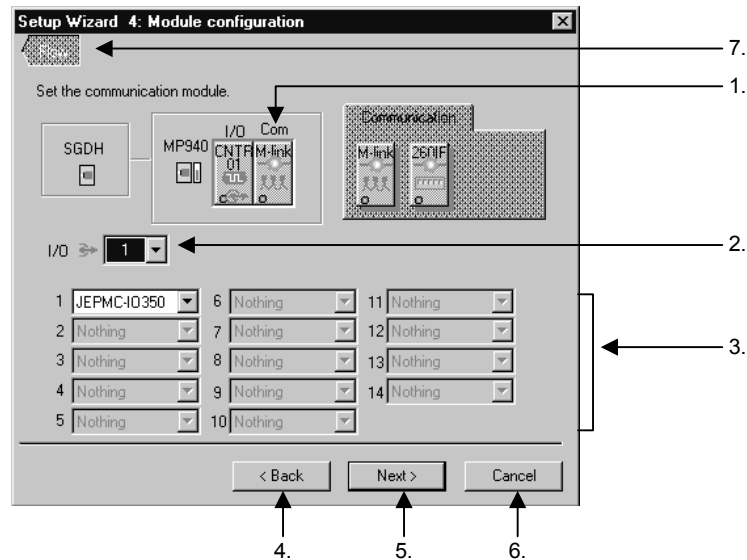 Setup Wizard 4: Module configuration
7.
Set the communication module.
1.
I/O Com
Communication
SGDH
MP940
CNTR 01
M-link
M-link
260IF
I/O 1
2.
1 JEPMC-IO350
6 Nothing
11 Nothing
2 Nothing
7 Nothing
12 Nothing
3 Nothing
8 Nothing
13 Nothing
3.
4 Nothing
9 Nothing
14 Nothing
5 Nothing
10 Nothing
< Back
Next >
Cancel
4.
5.
6.